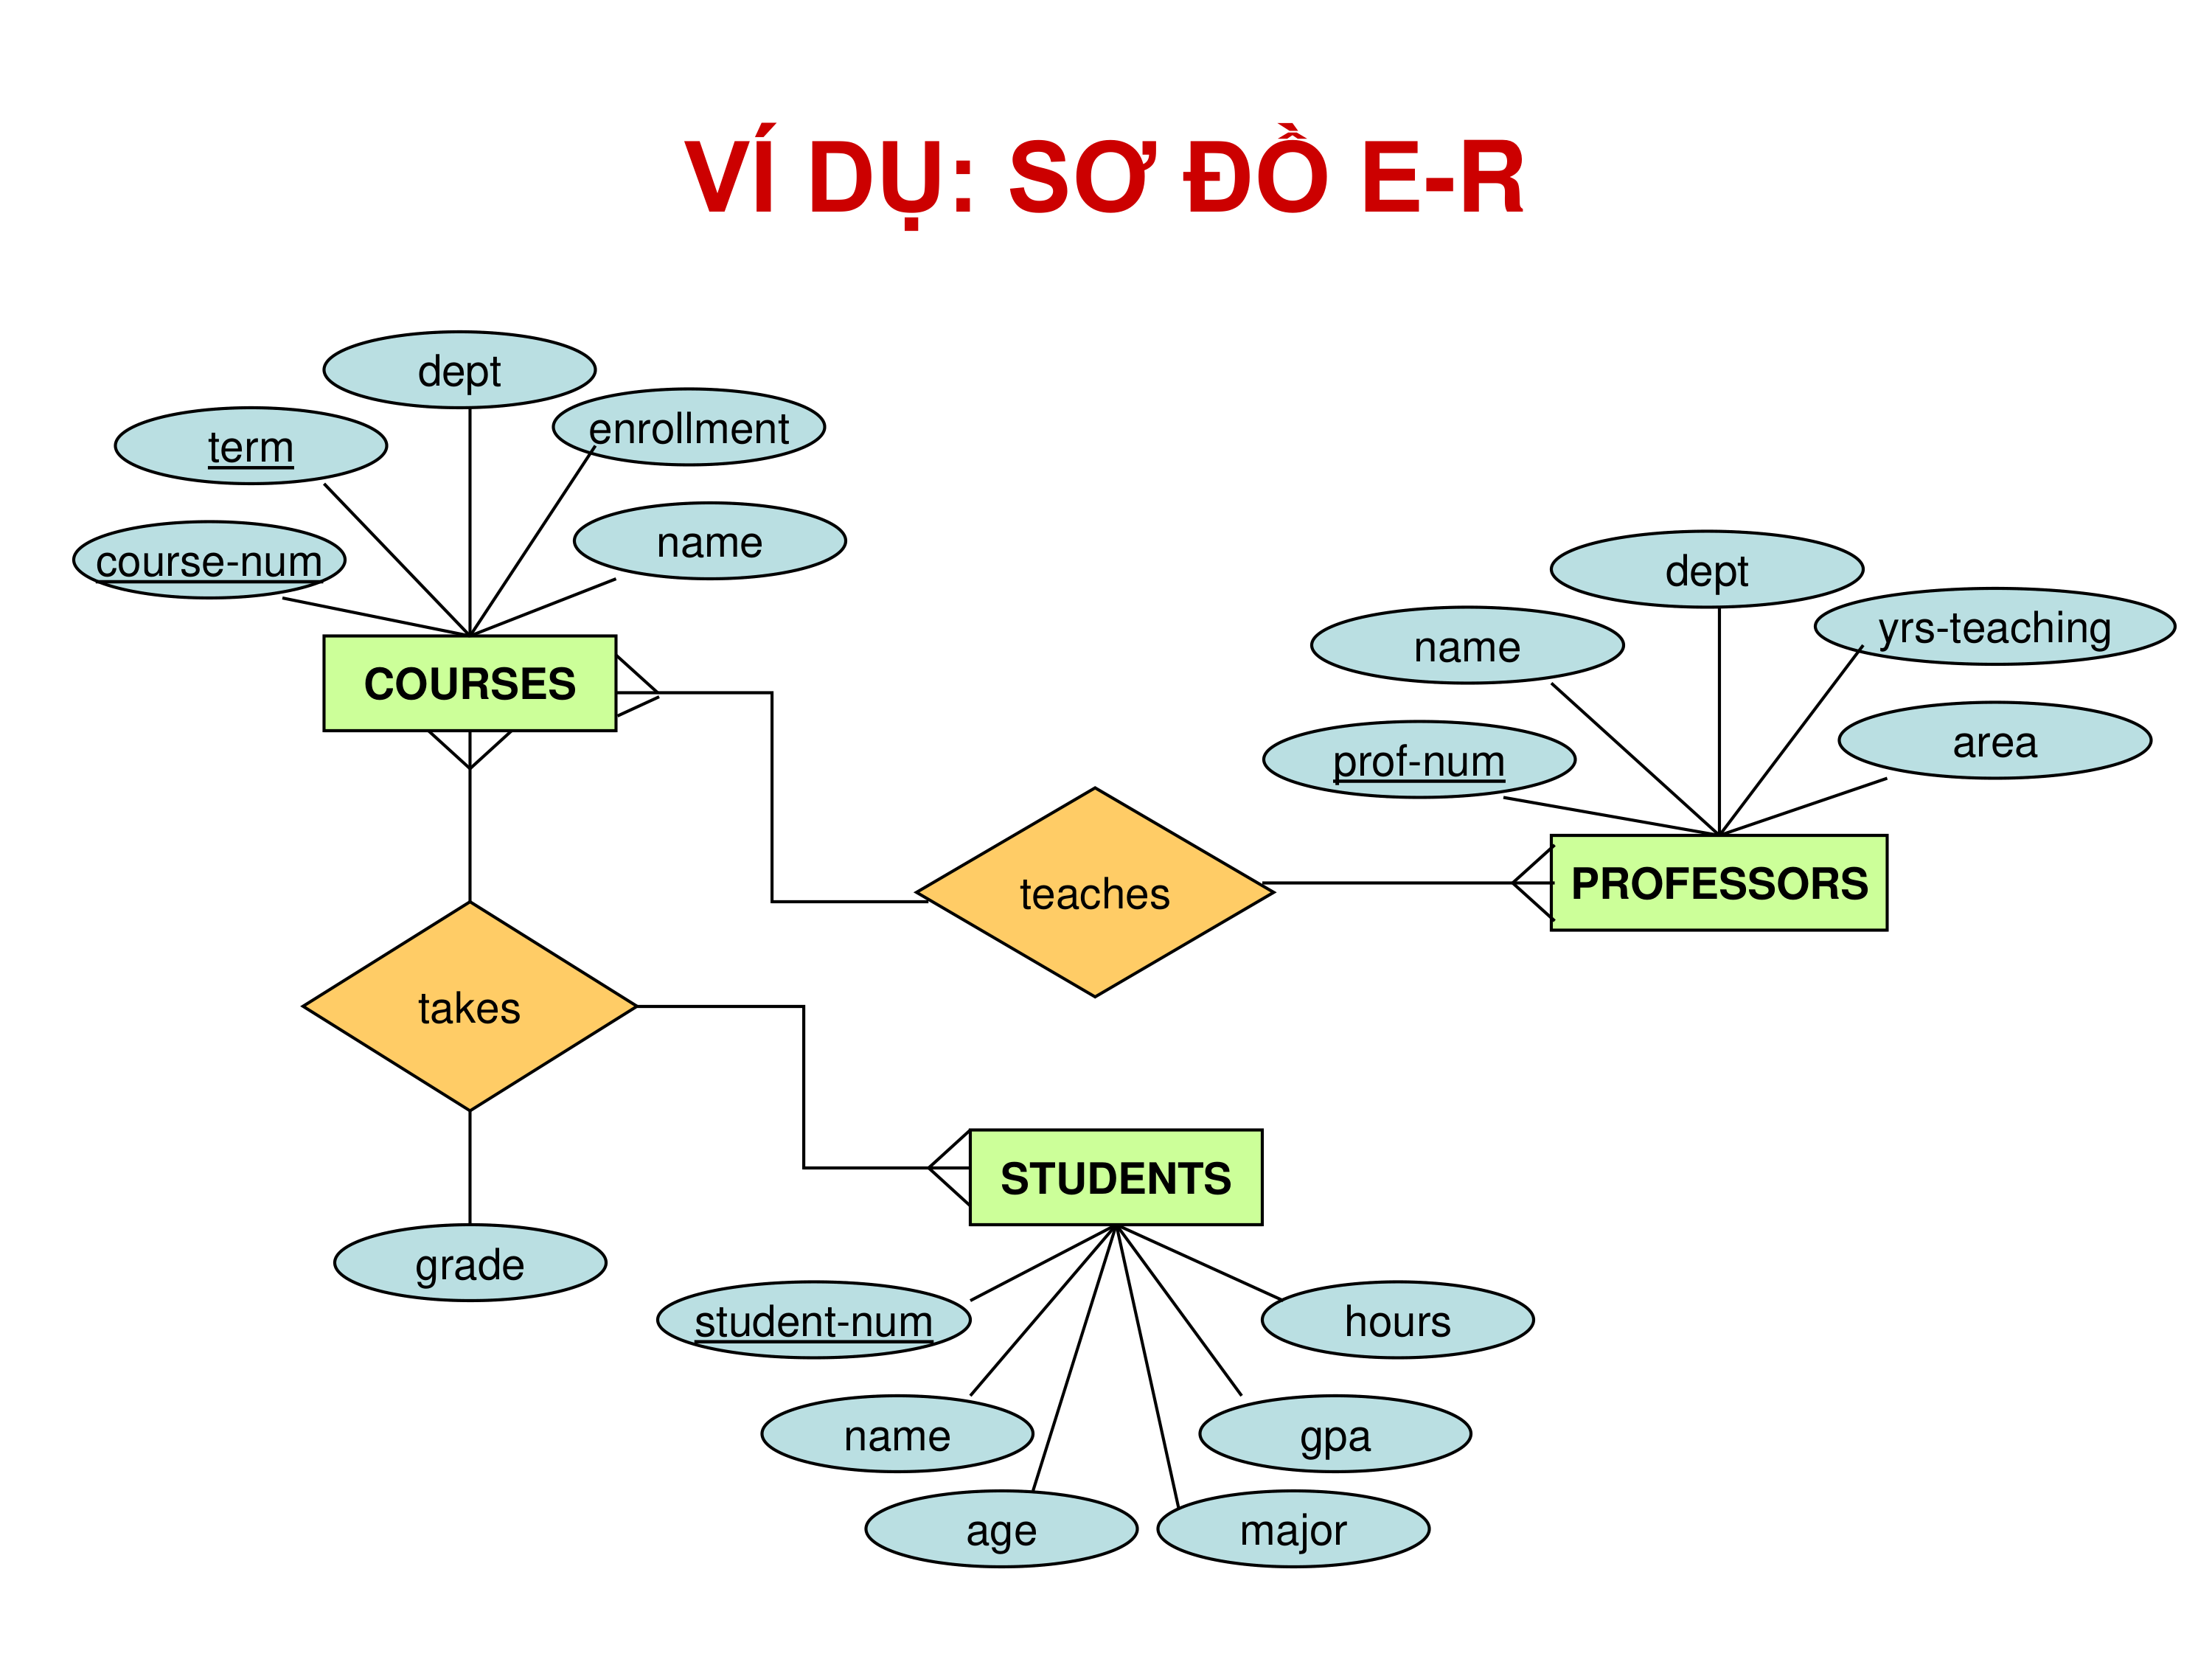 VÍ DỤ: SƠ ĐỒ E-R
dept
enrollment
term
name
course-num
COURSES
dept
yrs-teaching
name
area
prof-num
PROFESSORS
teaches
takes
STUDENTS
grade
student-num
hours
name
gpa
age
major